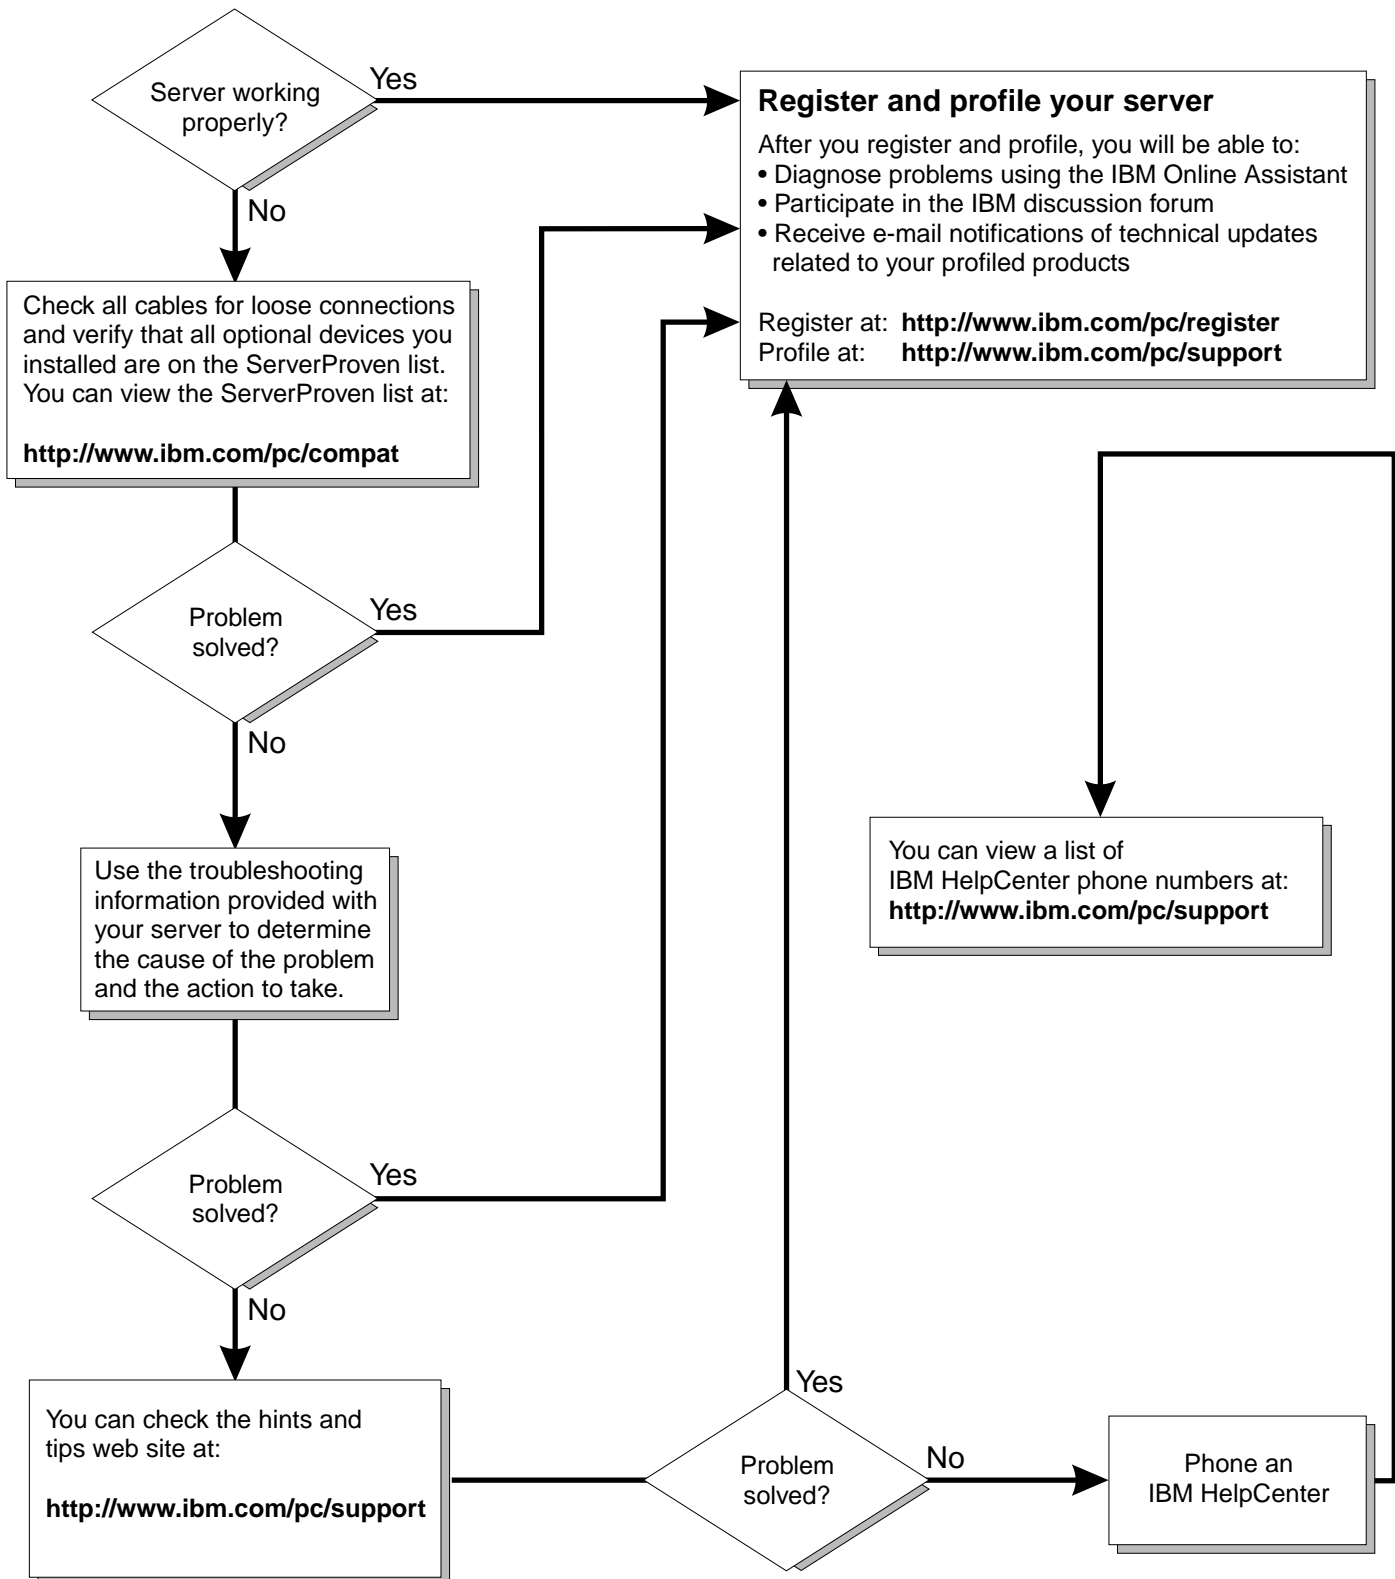 Server working
properly?
Yes
No
Register and profile your server
After you register and profile, you will be able to:
• Diagnose problems using the IBM Online Assistant
• Participate in the IBM discussion forum
• Receive e-mail notifications of technical updates
related to your profiled products
Register at: http://www.ibm.com/pc/register
Profile at: http://www.ibm.com/pc/support
Check all cables for loose connections
and verify that all optional devices you
installed are on the ServerProven list.
You can view the ServerProven list at:
http://www.ibm.com/pc/compat
Problem
solved?
Yes
No
Use the troubleshooting
information provided with
your server to determine
the cause of the problem
and the action to take.
You can view a list of
IBM HelpCenter phone numbers at:
http://www.ibm.com/pc/support
Problem
solved?
Yes
No
You can check the hints and
tips web site at:
http://www.ibm.com/pc/support
Problem
solved?
Yes
No
Phone an
IBM HelpCenter